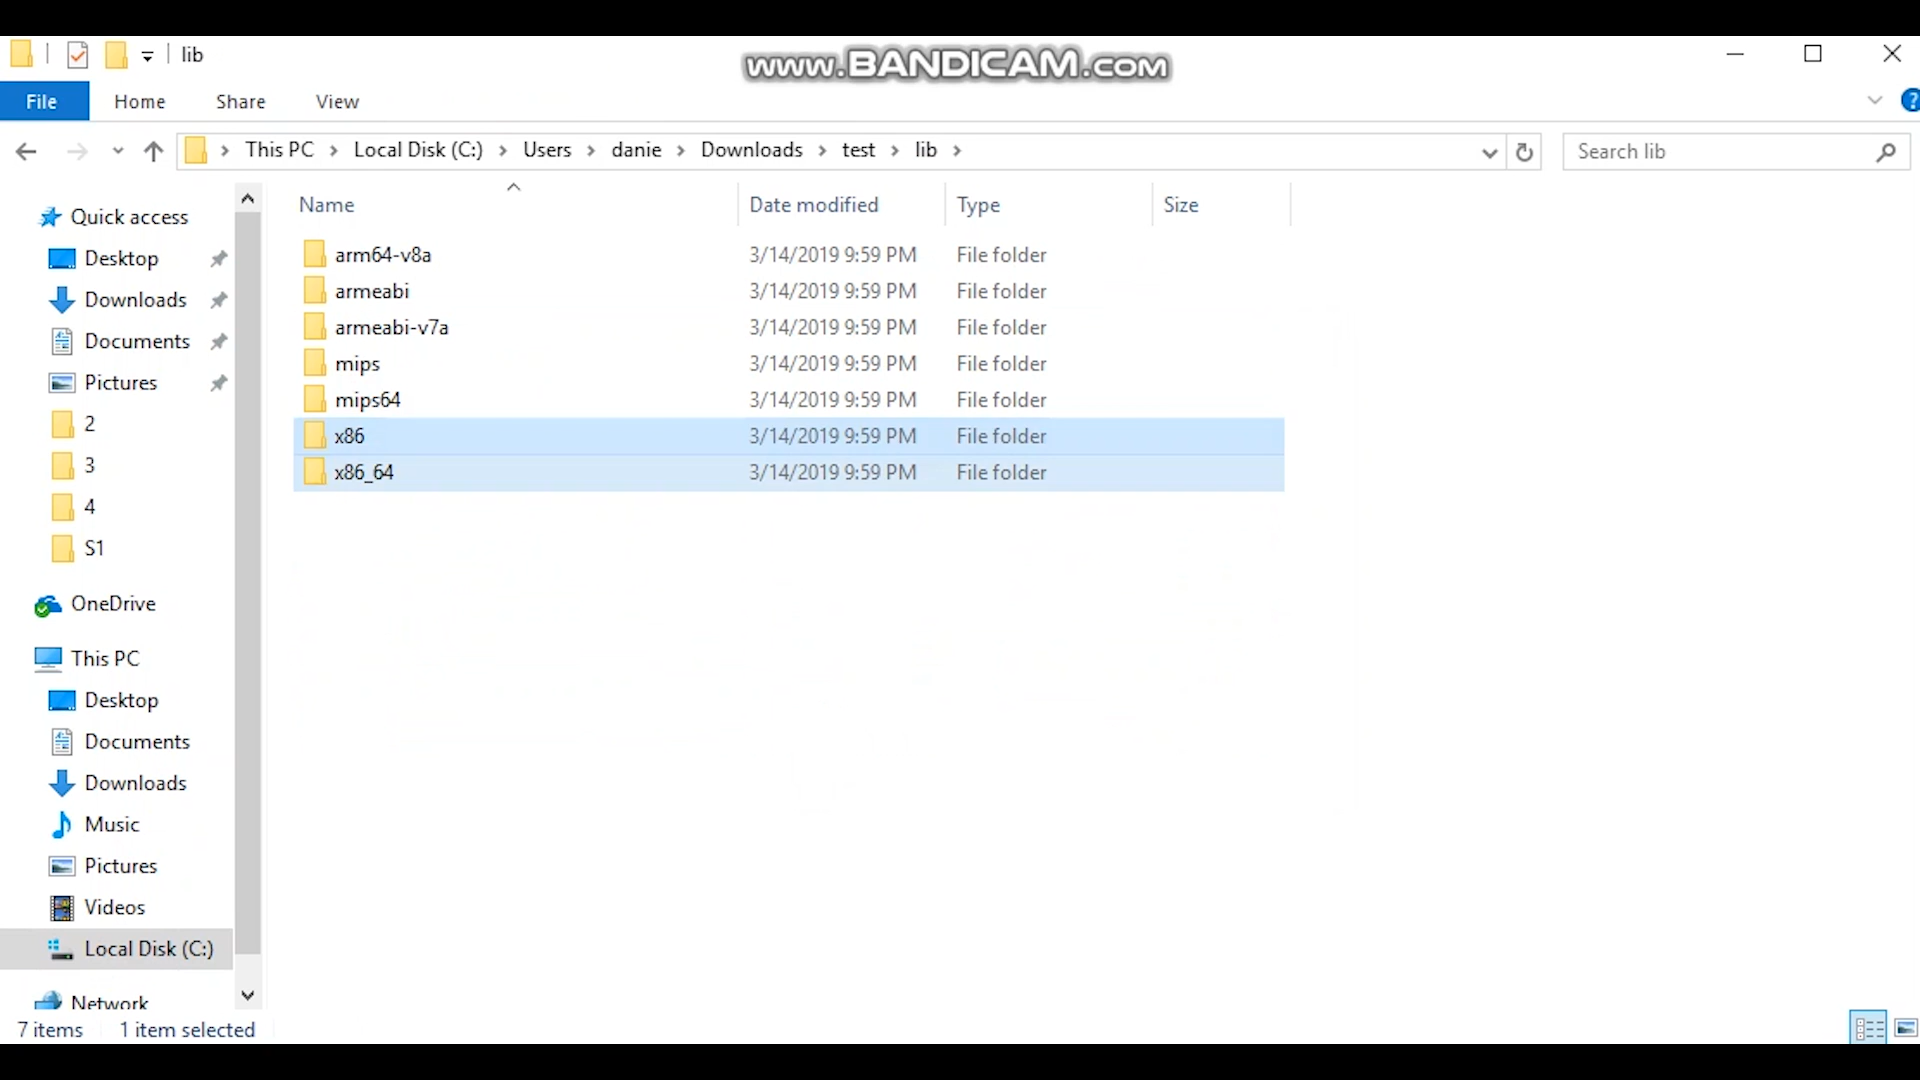 lib
www.BANDICAM.com
File Home Share View
This PC Local Disk (C:) Users danie Downloads test lib
Search lib
Name Date modified Type Size
arm64-v8a 3/14/2019 9:59 PM File folder
armeabi 3/14/2019 9:59 PM File folder
armeabi-v7a 3/14/2019 9:59 PM File folder
mips 3/14/2019 9:59 PM File folder
mips64 3/14/2019 9:59 PM File folder
x86 3/14/2019 9:59 PM File folder
x86_64 3/14/2019 9:59 PM File folder
Quick access
Desktop
Downloads
Documents
Pictures
2
3
4
S1
OneDrive
This PC
Desktop
Documents
Downloads
Music
Pictures
Videos
Local Disk (C:)
Network
7 items 1 item selected